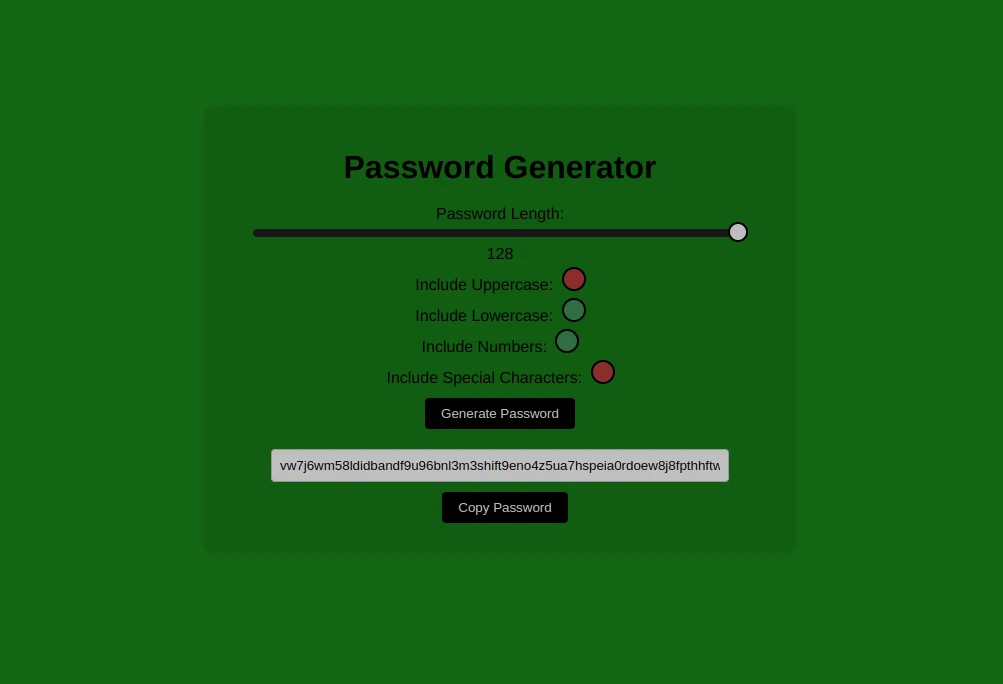 Password Generator
Password Length:
128
Include Uppercase:
Include Lowercase:
Include Numbers:
Include Special Characters:
Generate Password
vw7j6wm58ldidbandf9u96bnl3m3shift9eno4z5ua7hspeia0rdoew8j8fpthhftw
Copy Password